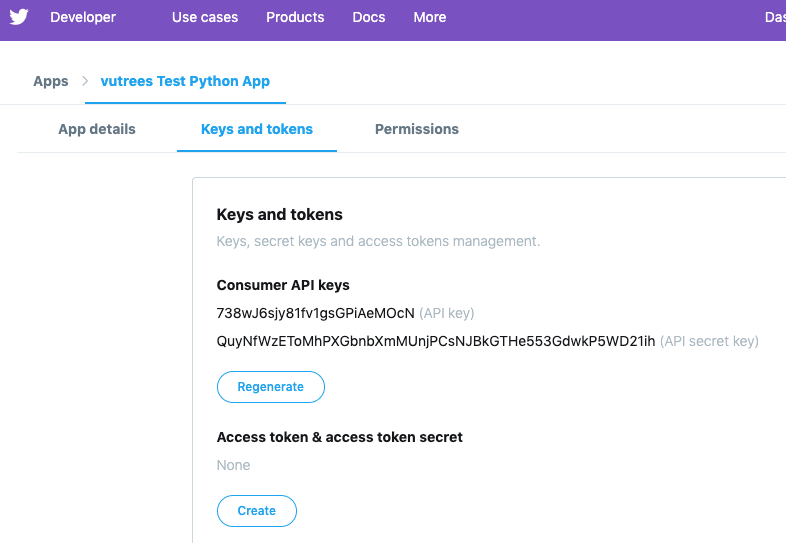 Developer Use cases Products Docs More Das
Apps vutrees Test Python App
App details Keys and tokens Permissions
Keys and tokens
Keys, secret keys and access tokens management.
Consumer API keys
738wJ6sjy81fv1gsGPiAeMOcN (API key)
QuyNfWzEToMhPXGbnbXmMUnjPCsNJBkGTHe553GdwkP5WD21ih (API secret key)
Regenerate
Access token & access token secret
None
Create